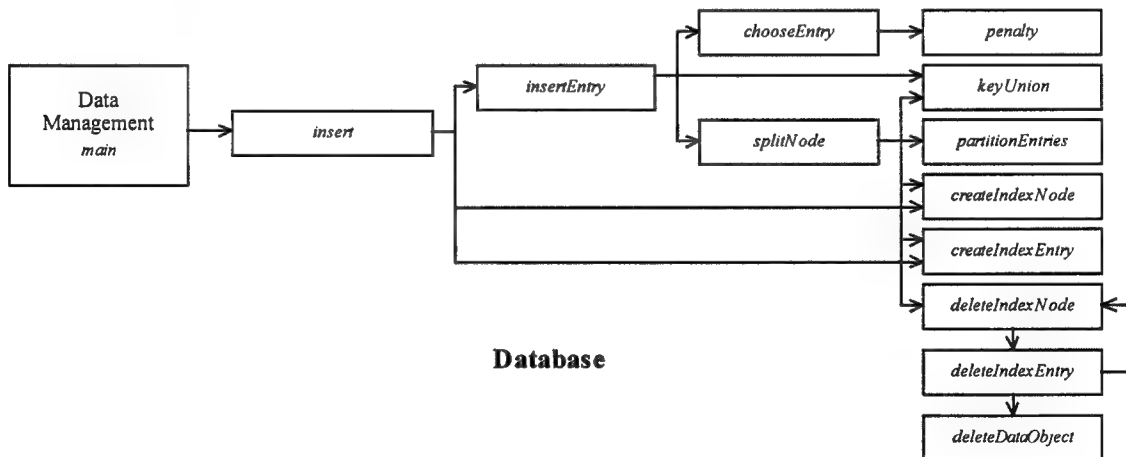 chooseEntry
penalty
Data
Management
main
insert
insertEntry
keyUnion
splitNode
partitionEntries
createIndexNode
createIndexEntry
deleteIndexNode
Database
deleteIndexEntry
deleteDataObject